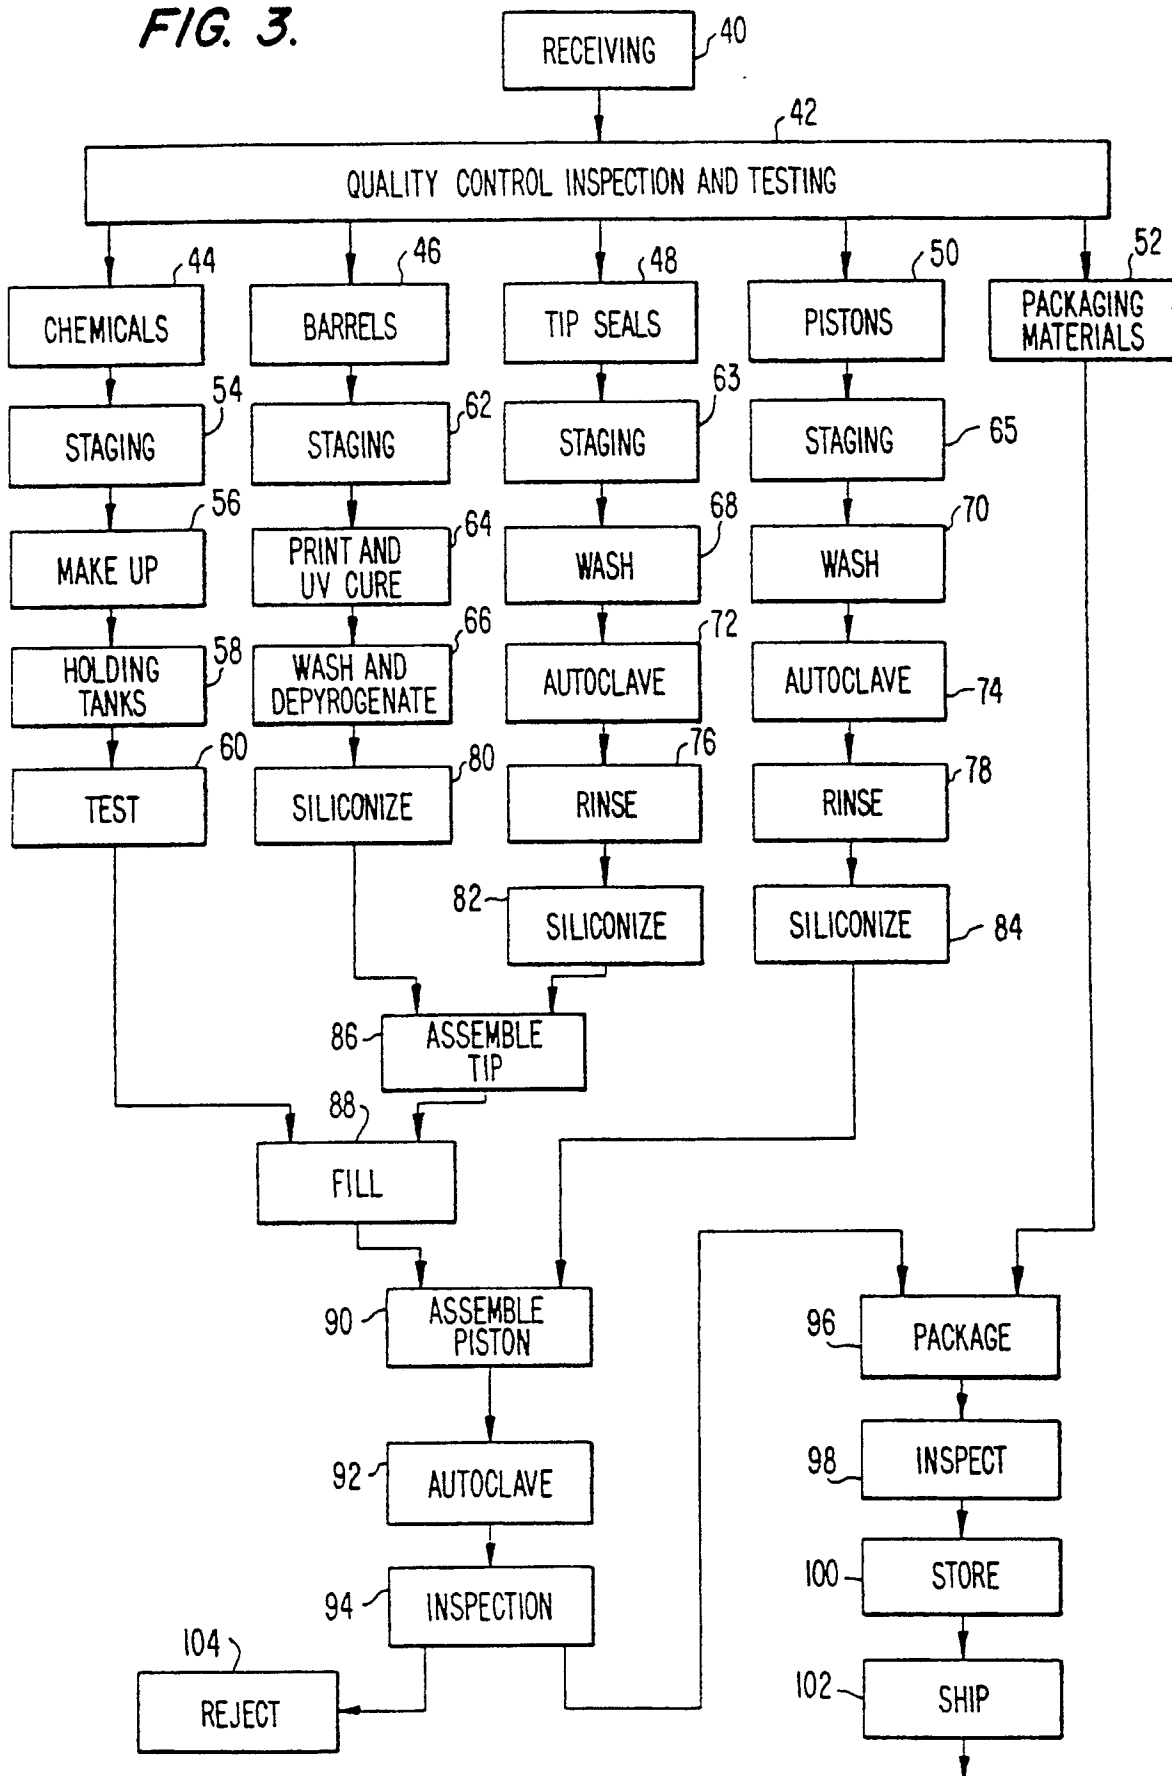 FIG. 3.
RECEIVING
40
42
QUALITY CONTROL INSPECTION AND TESTING
44
46
48
50
52
CHEMICALS
BARRELS
TIP SEALS
PISTONS
PACKAGING
MATERIALS
54
62
63
65
STAGING
STAGING
STAGING
STAGING
56
64
68
70
MAKE UP
PRINT AND
UV CURE
WASH
WASH
58
66
72
74
HOLDING
TANKS
WASH AND
DEPYROGENATE
AUTOCLAVE
AUTOCLAVE
60
80
76
78
TEST
SILICONIZE
RINSE
RINSE
82
SILICONIZE
SILICONIZE
84
86
ASSEMBLE
TIP
88
FILL
90
ASSEMBLE
PISTON
96
PACKAGE
92
AUTOCLAVE
98
INSPECT
94
INSPECTION
100
STORE
104
REJECT
102
SHIP